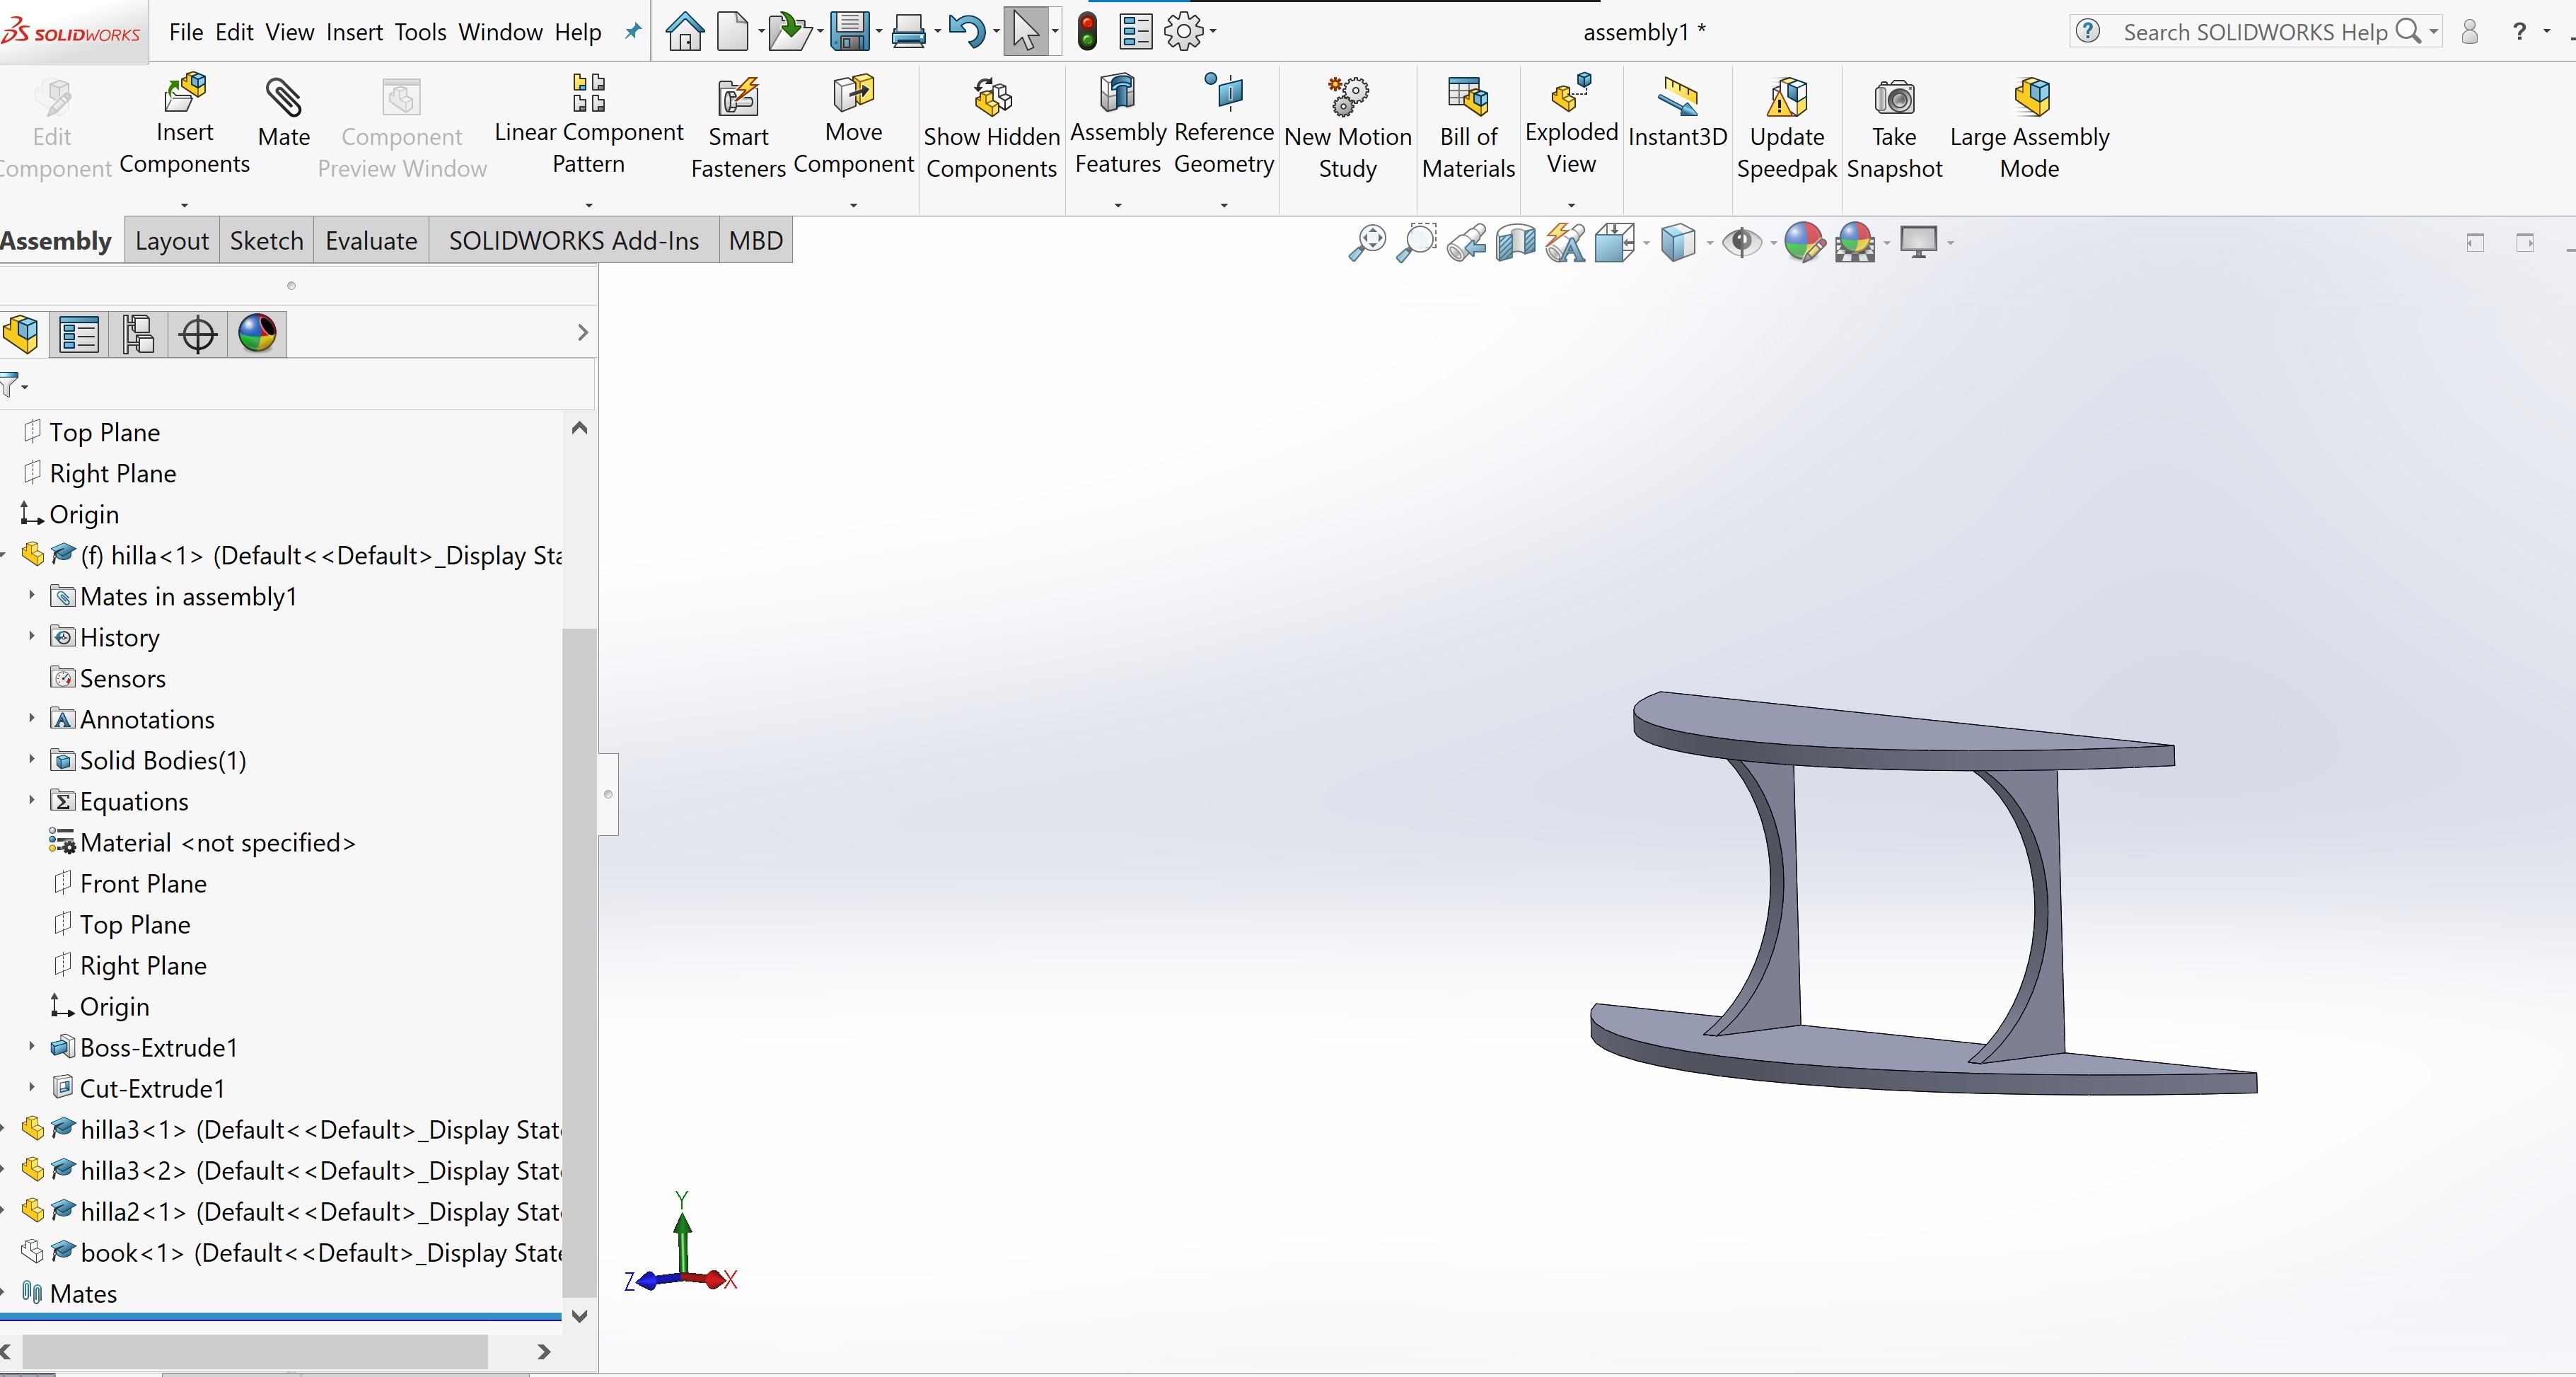 SOLIDWORKS File Edit View Insert Tools Window Help assembly1 * ? Search SOLIDWORKS Help ?
Edit Component
Insert Components
Mate
Component Preview Window
Linear Component Pattern
Smart Fasteners
Move Component
Show Hidden Components
Assembly Features
Reference Geometry
New Motion Study
Bill of Materials
Exploded View
Instant3D
Update Speedpak
Take Snapshot
Large Assembly Mode
Assembly Layout Sketch Evaluate SOLIDWORKS Add-Ins MBD
Top Plane
Right Plane
Origin
(f) hilla<1> (Default<<Default>_Display Sta
Mates in assembly1
History
Sensors
Annotations
Solid Bodies(1)
Equations
Material <not specified>
Front Plane
Top Plane
Right Plane
Origin
Boss-Extrude1
Cut-Extrude1
hilla3<1> (Default<<Default>_Display State
hilla3<2> (Default<<Default>_Display State
hilla2<1> (Default<<Default>_Display State
book<1> (Default<<Default>_Display State
Mates
Y
Z X